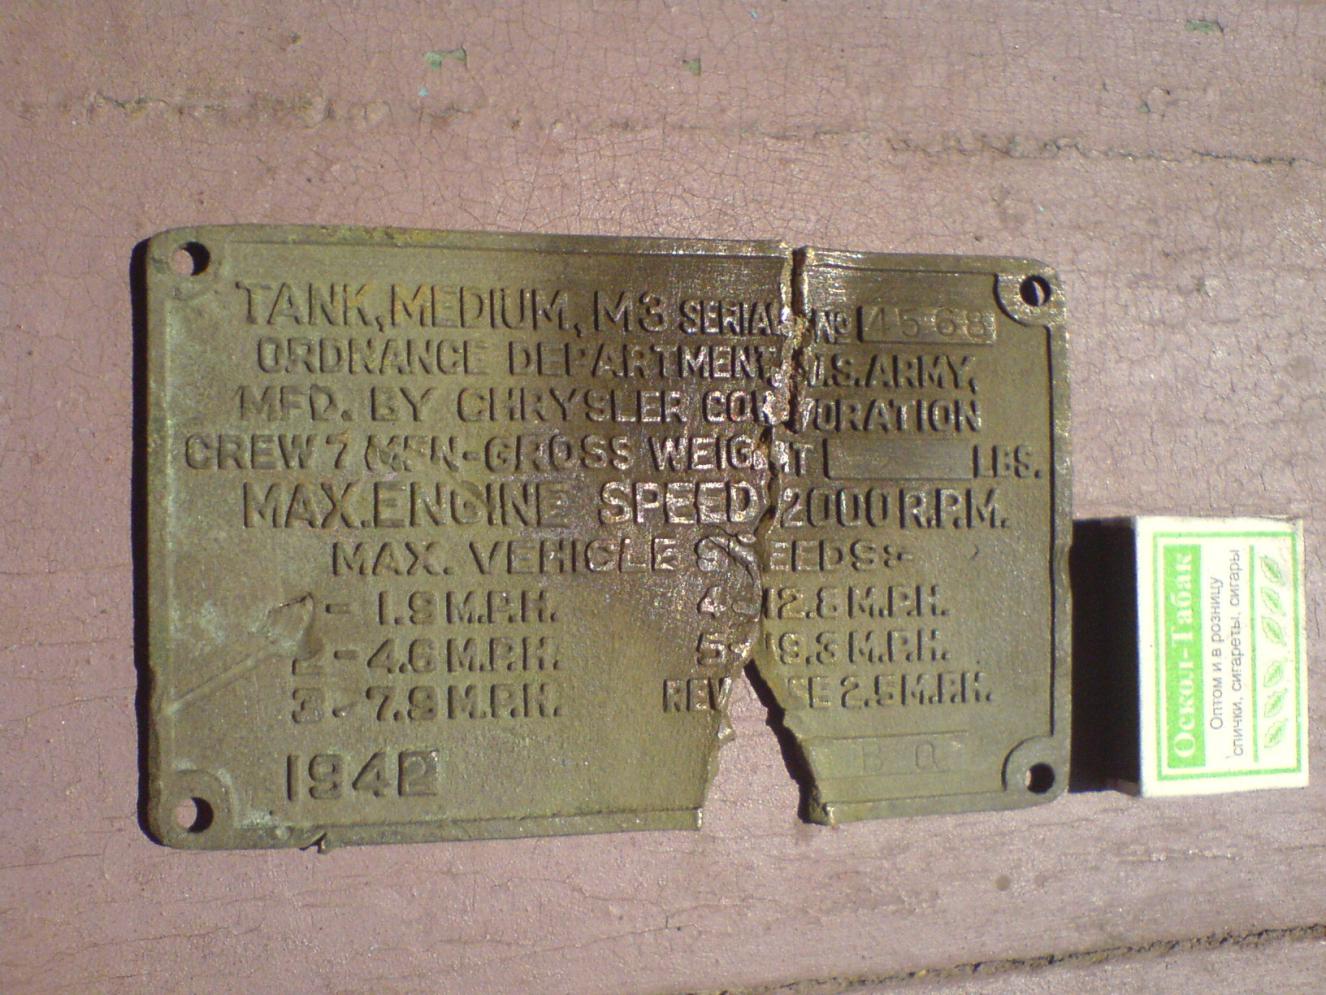 TANK, MEDIUM, M3 SERIAL NO 4568
ORDNANCE DEPARTMENT, U.S. ARMY,
MFD. BY CHRYSLER CORPORATION
CREW 7 MEN-GROSS WEIGHT LBS.
MAX. ENGINE SPEED 2000 R.P.M.
MAX. VEHICLE SPEEDS:-
- 1.9 M.P.H. 4 12.8 M.P.H.
2 - 4.6 M.P.H. 5- 19.3 M.P.H.
3 - 7.9 M.P.H. REV SE 2.5 M.P.H.
1942 B Q
Оскол-Табак
Оптом и в розницу
спички, сигареты, сигары